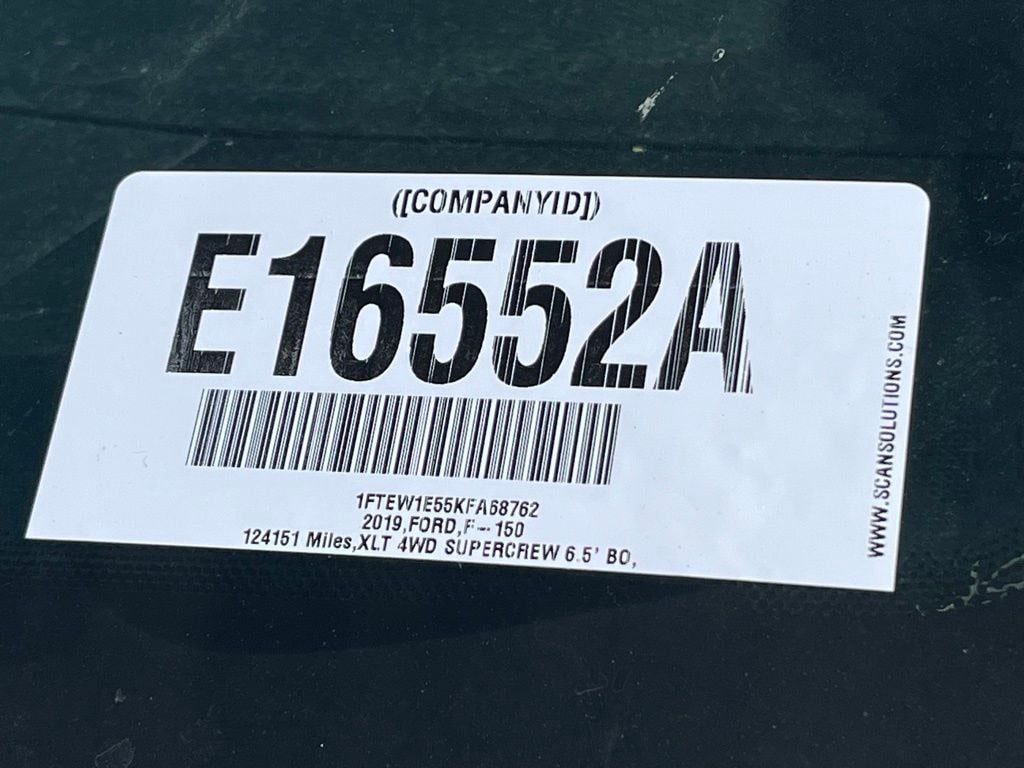 ([COMPANYID])
E16552A
1FTEW1E55KFA68762
2019,FORD,F-150
124151 Miles,XLT 4WD SUPERCREW 6.5' BO,
WWW.SCANSOLUTIONS.COM